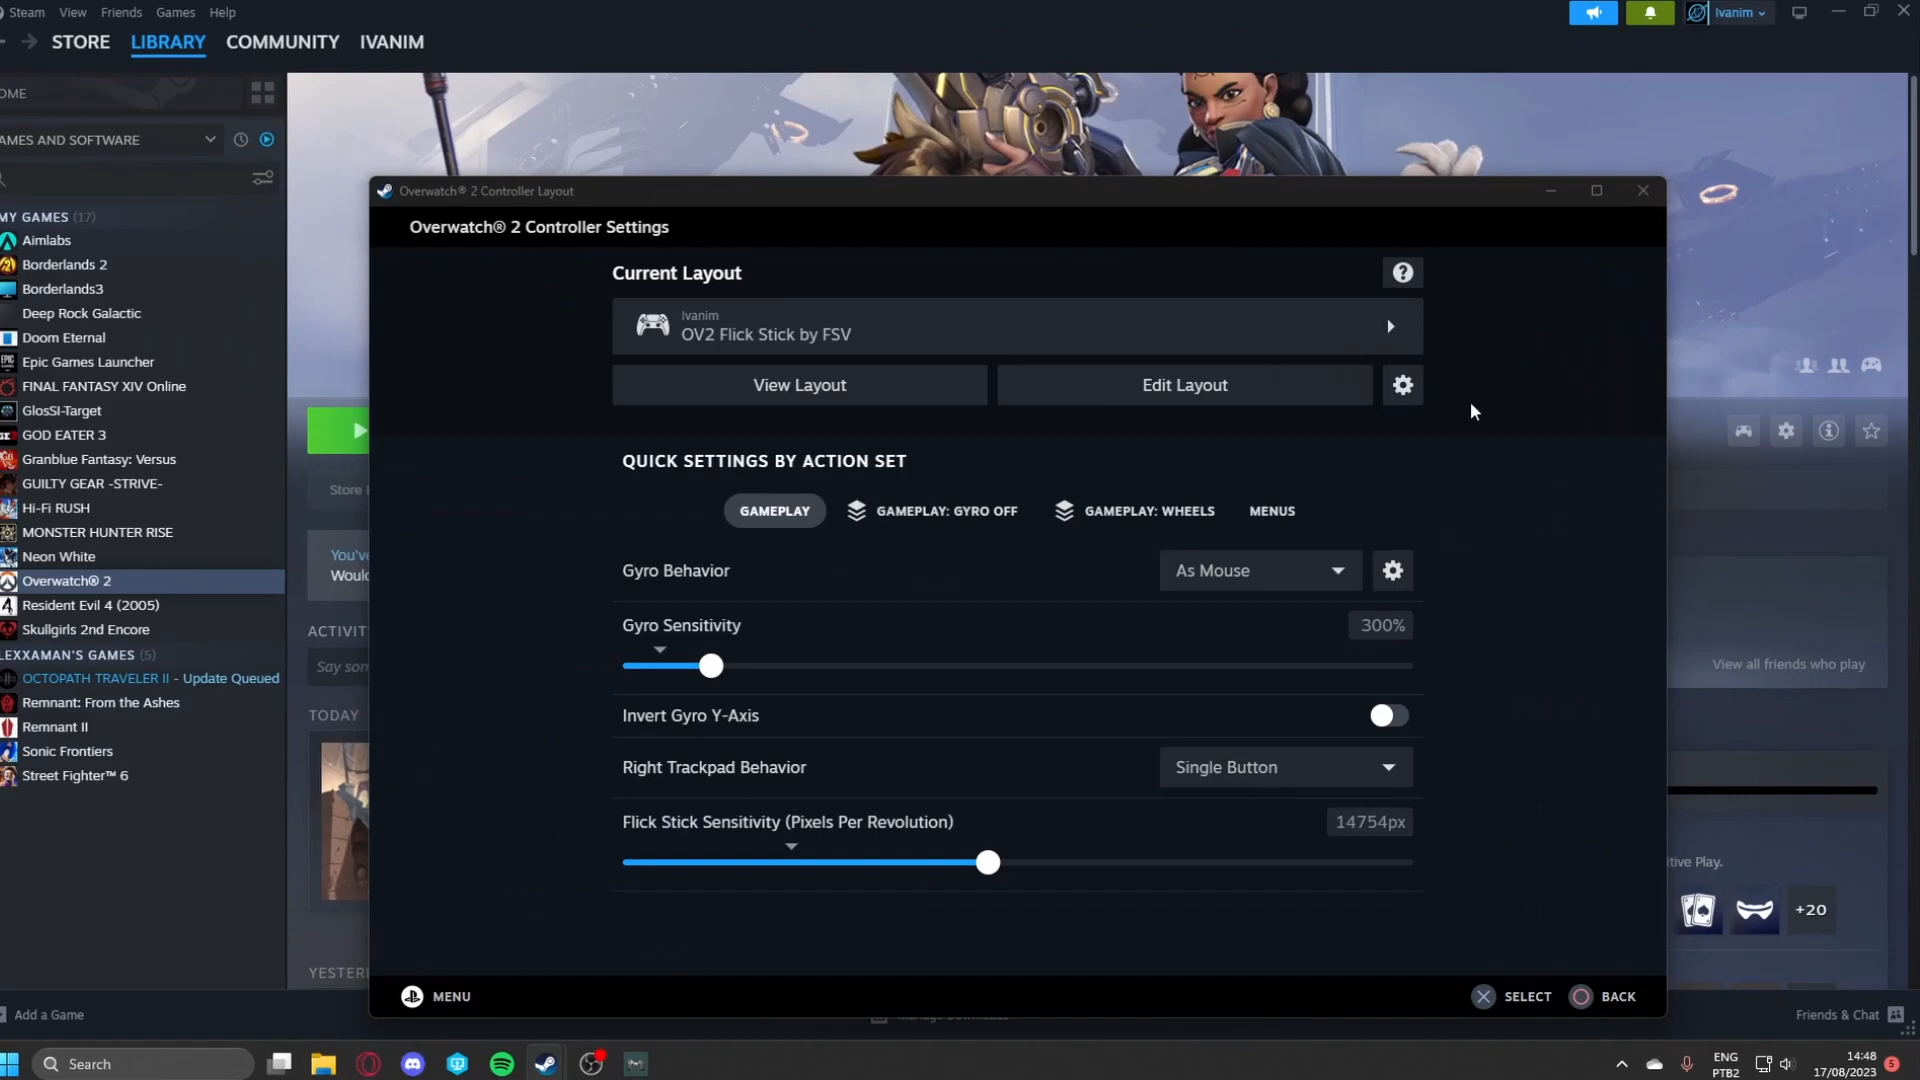 Steam View Friends Games Help
Ivanim
STORE LIBRARY COMMUNITY IVANIM
OME
AMES AND SOFTWARE
MY GAMES (17)
Aimlabs
Borderlands 2
Borderlands3
Deep Rock Galactic
Doom Eternal
Epic Games Launcher
FINAL FANTASY XIV Online
GlosSI-Target
GOD EATER 3
Granblue Fantasy: Versus
GUILTY GEAR -STRIVE-
Hi-Fi RUSH
MONSTER HUNTER RISE
Neon White
Overwatch® 2
Resident Evil 4 (2005)
Skullgirls 2nd Encore
LEXXAMAN'S GAMES (5)
OCTOPATH TRAVELER II - Update Queued
Remnant: From the Ashes
Remnant II
Sonic Frontiers
Street Fighter™ 6
Add a Game
Store
You've
Would
ACTIVIT
Say som
TODAY
YESTER
Overwatch® 2 Controller Layout
Overwatch® 2 Controller Settings
Current Layout
?
Ivanim
OV2 Flick Stick by FSV
View Layout Edit Layout
QUICK SETTINGS BY ACTION SET
GAMEPLAY GAMEPLAY: GYRO OFF GAMEPLAY: WHEELS MENUS
Gyro Behavior As Mouse
Gyro Sensitivity 300%
Invert Gyro Y-Axis
Right Trackpad Behavior Single Button
Flick Stick Sensitivity (Pixels Per Revolution) 14754px
MENU SELECT BACK
View all friends who play
itive Play.
+20
Friends & Chat
Search
ENG
PTB2
14:48
17/08/2023
5